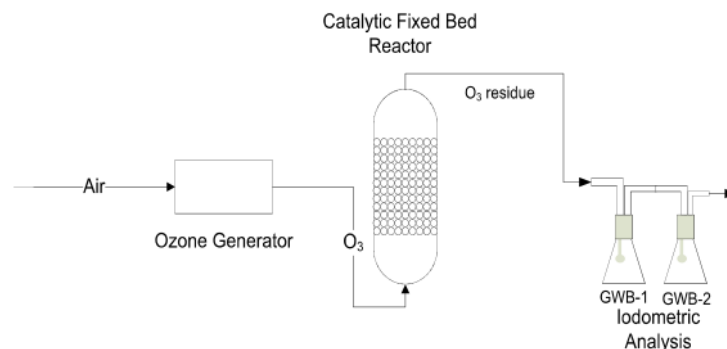 Catalytic Fixed Bed
Reactor
O₃ residue
Air
Ozone Generator
O₃
GWB-1
GWB-2
Iodometric
Analysis